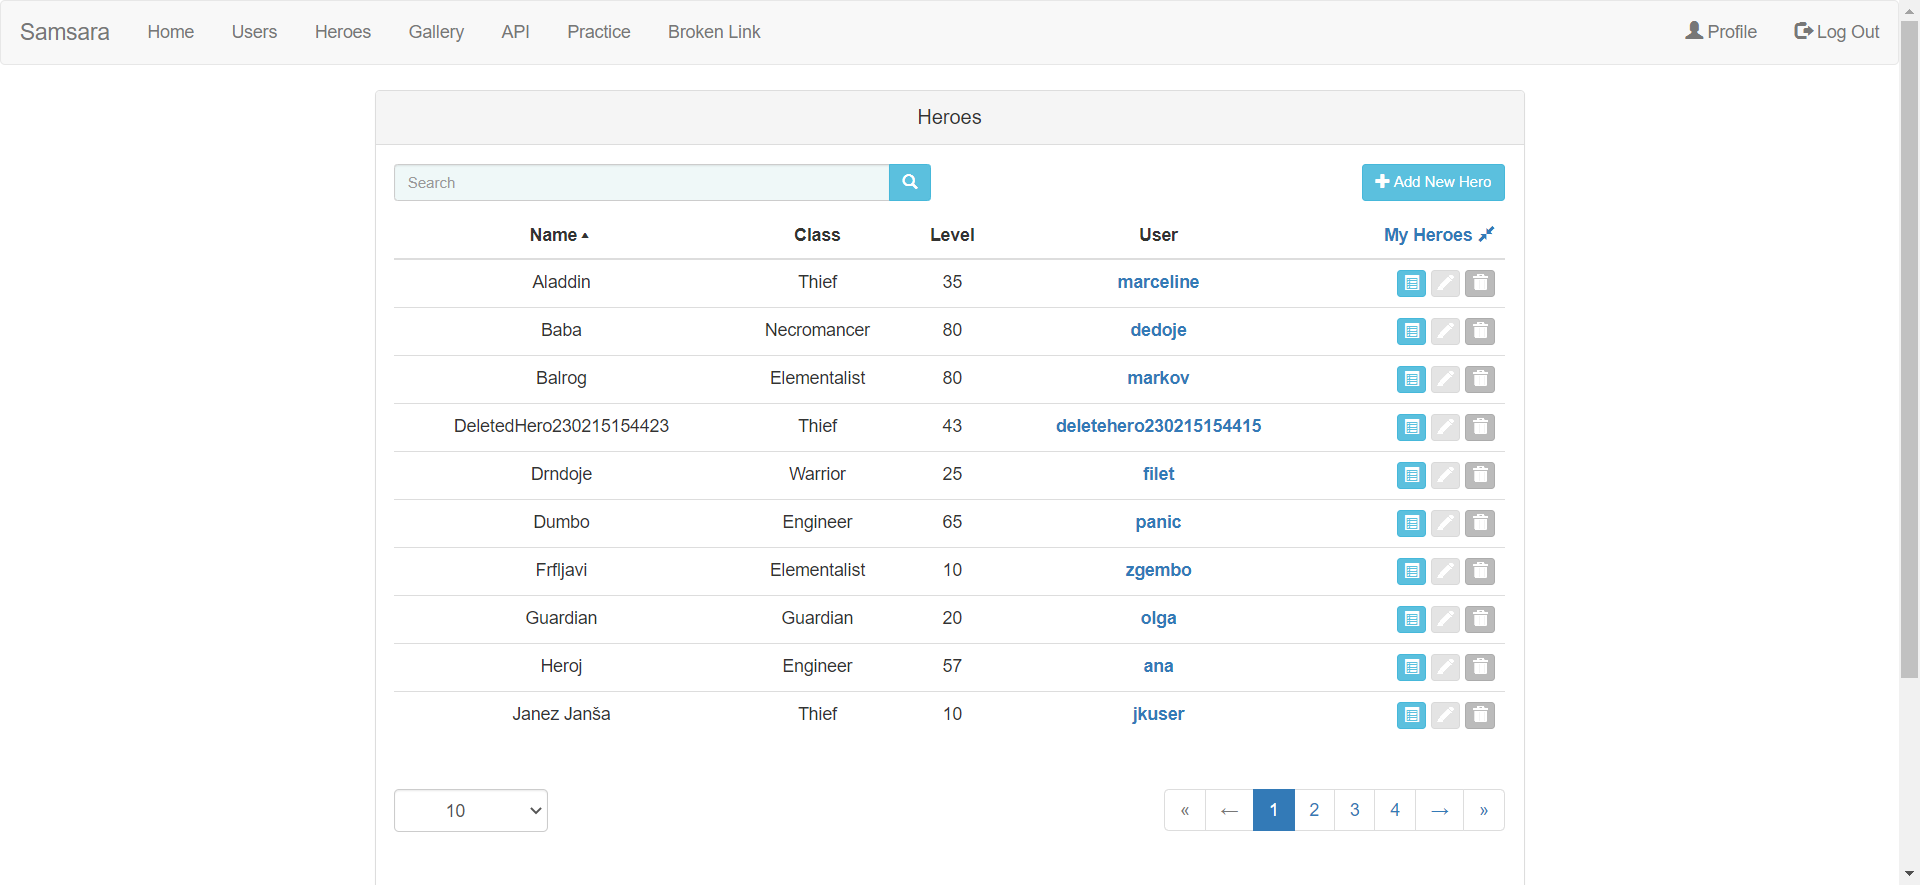 Samsara Home Users Heroes Gallery API Practice Broken Link Profile Log Out
Heroes
Search Add New Hero
Name Class Level User My Heroes
Aladdin Thief 35 marceline
Baba Necromancer 80 dedoje
Balrog Elementalist 80 markov
DeletedHero230215154423 Thief 43 deletehero230215154415
Drndoje Warrior 25 filet
Dumbo Engineer 65 panic
Frfljavi Elementalist 10 zgembo
Guardian Guardian 20 olga
Heroj Engineer 57 ana
Janez Janša Thief 10 jkuser
10 « ← 1 2 3 4 → »